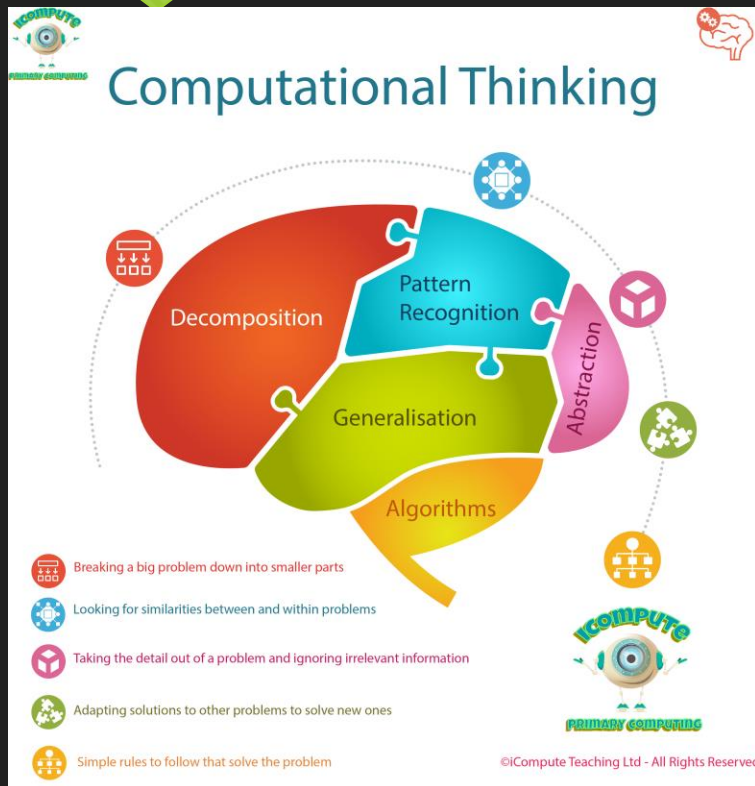 ICOMPUTE
PRIMARY COMPUTING
Computational Thinking
Decomposition
Pattern
Recognition
Abstraction
Generalisation
Algorithms
Breaking a big problem down into smaller parts
Looking for similarities between and within problems
Taking the detail out of a problem and ignoring irrelevant information
Adapting solutions to other problems to solve new ones
Simple rules to follow that solve the problem
ICOMPUTE
PRIMARY COMPUTING
©iCompute Teaching Ltd - All Rights Reserved